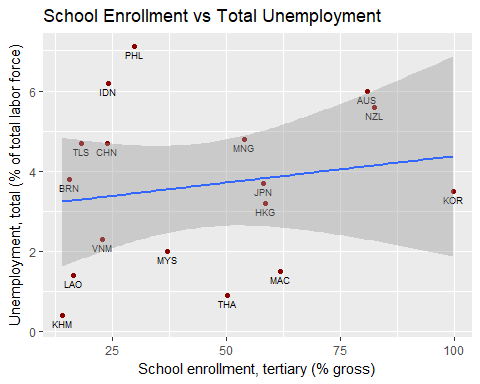 School Enrollment vs Total Unemployment
Unemployment, total (% of total labor force)
6
4
2
0
PHL
IDN
AUS
NZL
TLS
CHN
MNG
BRN
JPN
KOR
HKG
VNM
MYS
LAO
MAC
THA
KHM
25
50
75
100
School enrollment, tertiary (% gross)